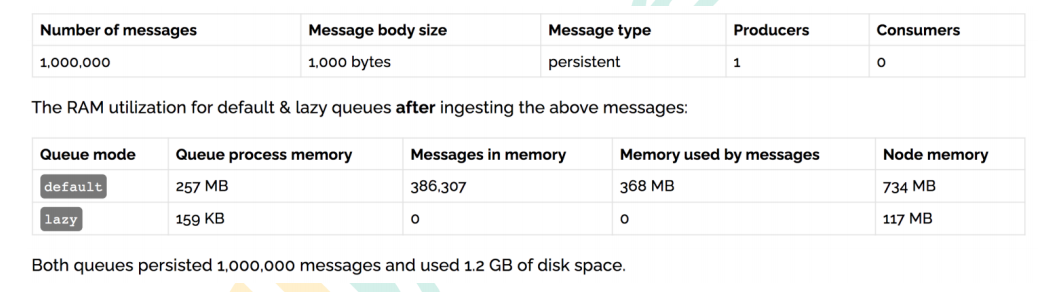 Number of messages Message body size Message type Producers Consumers
1,000,000 1,000 bytes persistent 1 0
The RAM utilization for default & lazy queues after ingesting the above messages:
Queue mode Queue process memory Messages in memory Memory used by messages Node memory
default 257 MB 386,307 368 MB 734 MB
lazy 159 KB 0 0 117 MB
Both queues persisted 1,000,000 messages and used 1.2 GB of disk space.